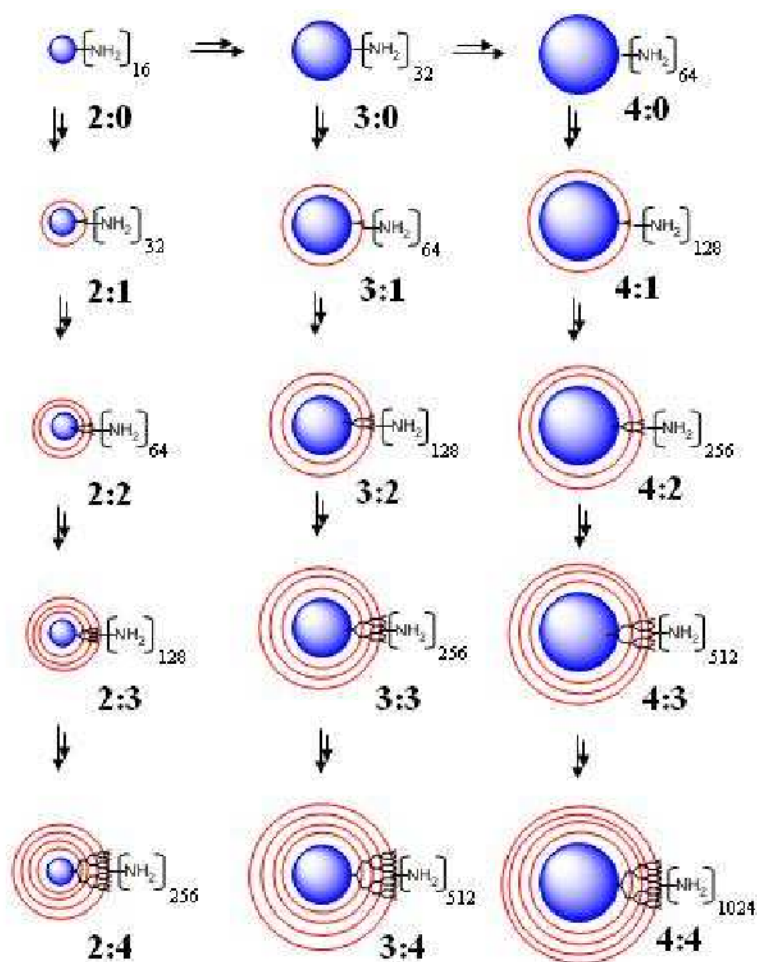 [NH₂]₁₆ [NH₂]₃₂ [NH₂]₆₄
2:0 3:0 4:0
[NH₂]₃₂ [NH₂]₆₄ [NH₂]₁₂₈
2:1 3:1 4:1
[NH₂]₆₄ [NH₂]₁₂₈ [NH₂]₂₅₆
2:2 3:2 4:2
[NH₂]₁₂₈ [NH₂]₂₅₆ [NH₂]₅₁₂
2:3 3:3 4:3
[NH₂]₂₅₆ [NH₂]₅₁₂ [NH₂]₁₀₂₄
2:4 3:4 4:4